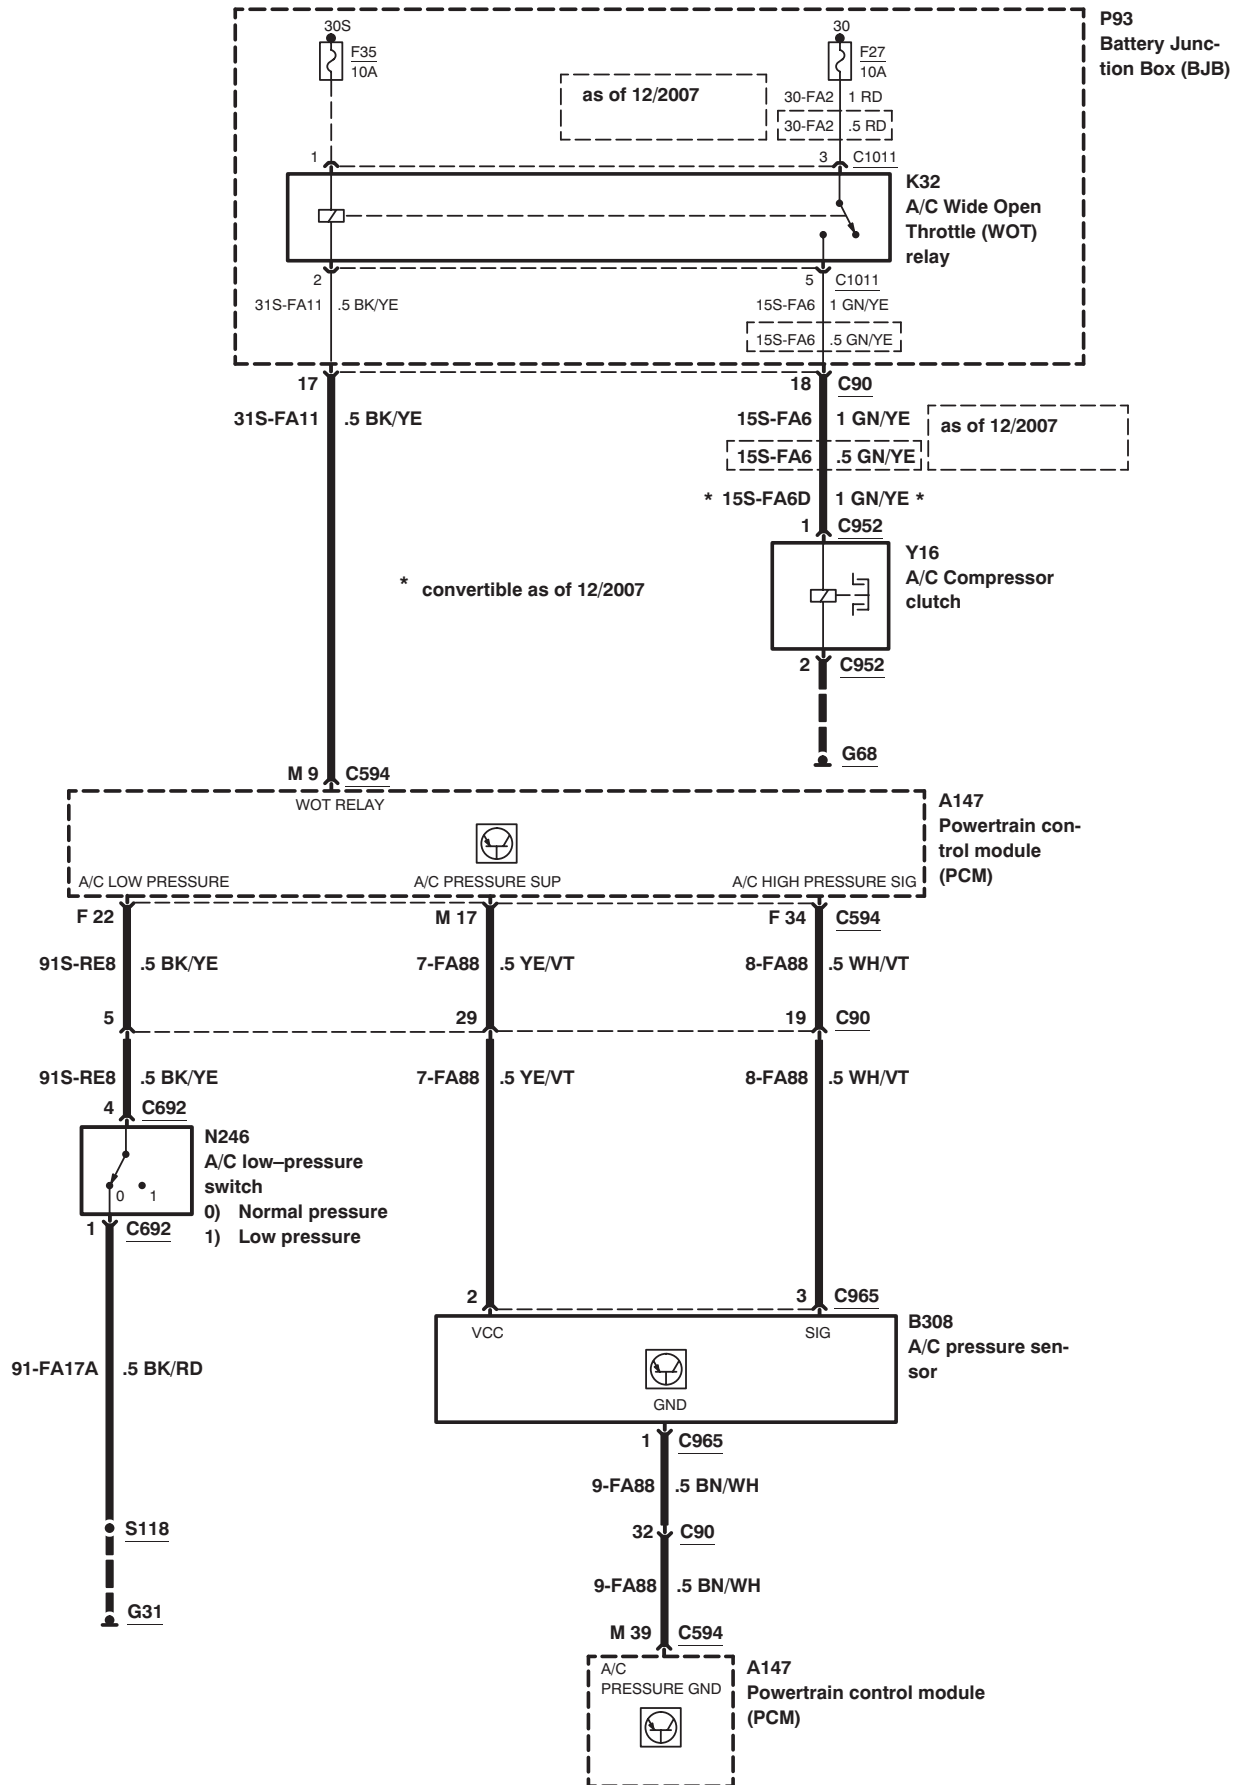 P93
Battery Junc-
tion Box (BJB)
30S
F35
10A
30
F27
10A
as of 12/2007
30-FA2 1 RD
30-FA2 .5 RD
1
3 C1011
K32
A/C Wide Open
Throttle (WOT)
relay
2
5 C1011
31S-FA11 .5 BK/YE
15S-FA6 1 GN/YE
15S-FA6 .5 GN/YE
17
18 C90
31S-FA11 .5 BK/YE
15S-FA6 1 GN/YE
as of 12/2007
15S-FA6 .5 GN/YE
* 15S-FA6D 1 GN/YE *
1 C952
Y16
A/C Compressor
clutch
* convertible as of 12/2007
2 C952
G68
M 9 C594
WOT RELAY
A147
Powertrain con-
trol module
(PCM)
A/C LOW PRESSURE
A/C PRESSURE SUP
A/C HIGH PRESSURE SIG
F 22
M 17
F 34 C594
91S-RE8 .5 BK/YE
7-FA88 .5 YE/VT
8-FA88 .5 WH/VT
5
29
19 C90
91S-RE8 .5 BK/YE
7-FA88 .5 YE/VT
8-FA88 .5 WH/VT
4 C692
N246
A/C low–pressure
switch
0) Normal pressure
1) Low pressure
0 1
1 C692
2
3 C965
VCC
SIG
B308
A/C pressure sen-
sor
GND
91-FA17A .5 BK/RD
1 C965
9-FA88 .5 BN/WH
S118
32 C90
9-FA88 .5 BN/WH
G31
M 39 C594
A/C
PRESSURE GND
A147
Powertrain control module
(PCM)